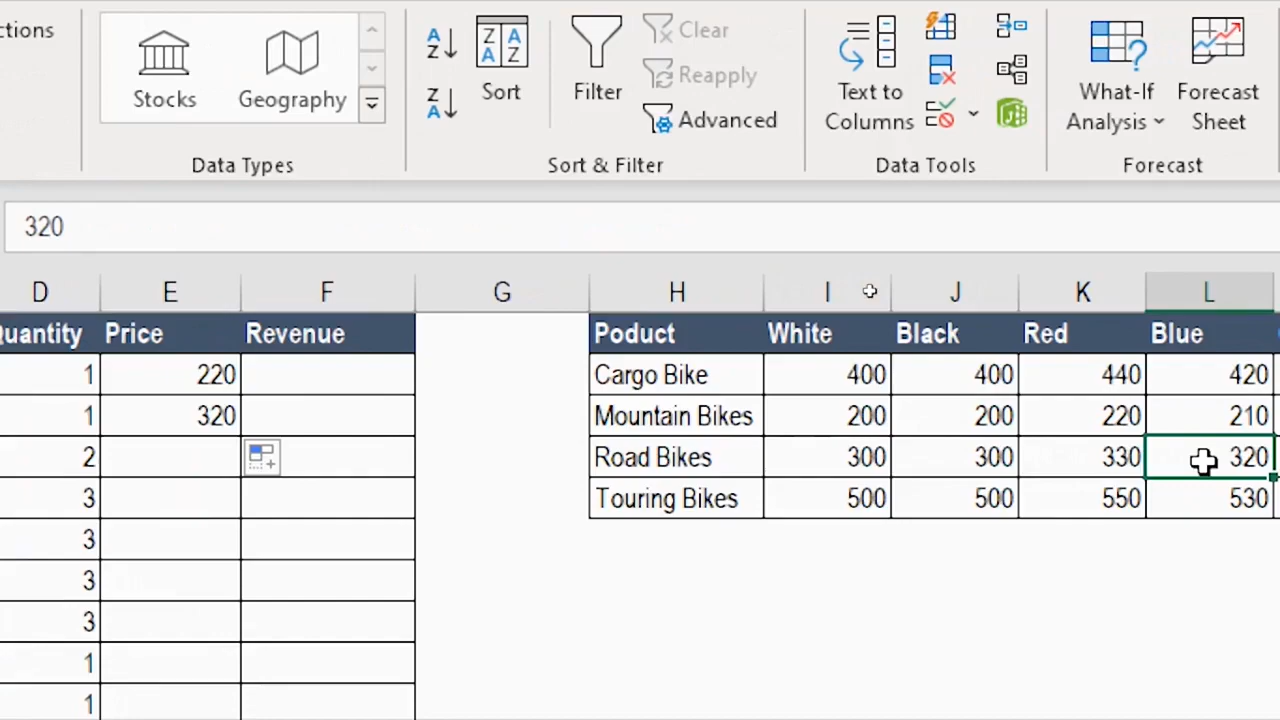 ctions
Stocks
Geography
Data Types
A
Z
Z
A
Z A
A Z
Sort
Filter
Clear
Reapply
Advanced
Sort & Filter
Text to
Columns
Data Tools
What-If
Analysis
Forecast
Sheet
Forecast
320
D E F G H I J K L
Quantity Price Revenue Poduct White Black Red Blue
1 220 Cargo Bike 400 400 440 420
1 320 Mountain Bikes 200 200 220 210
2 Road Bikes 300 300 330 320
3 Touring Bikes 500 500 550 530
3
3
3
1
1